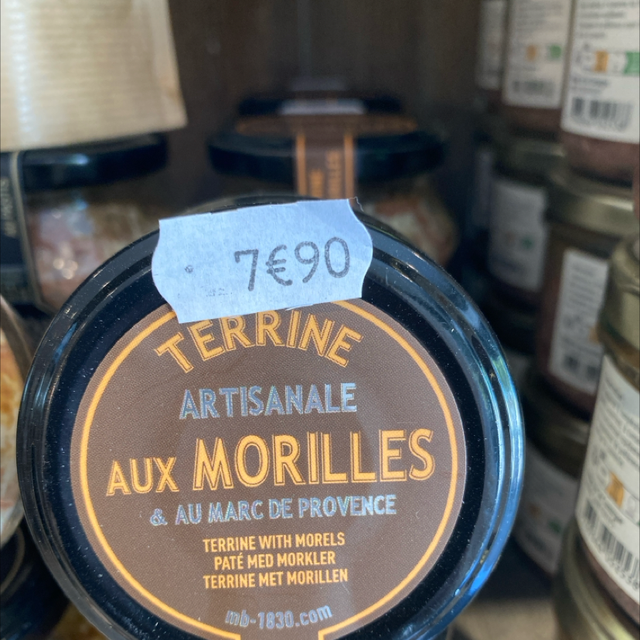 TERRINE
7€90
TERRINE
ARTISANALE
AUX MORILLES
& AU MARC DE PROVENCE
TERRINE WITH MORELS
PATÉ MED MORKLER
TERRINE MET MORILLEN
mb-1830.com